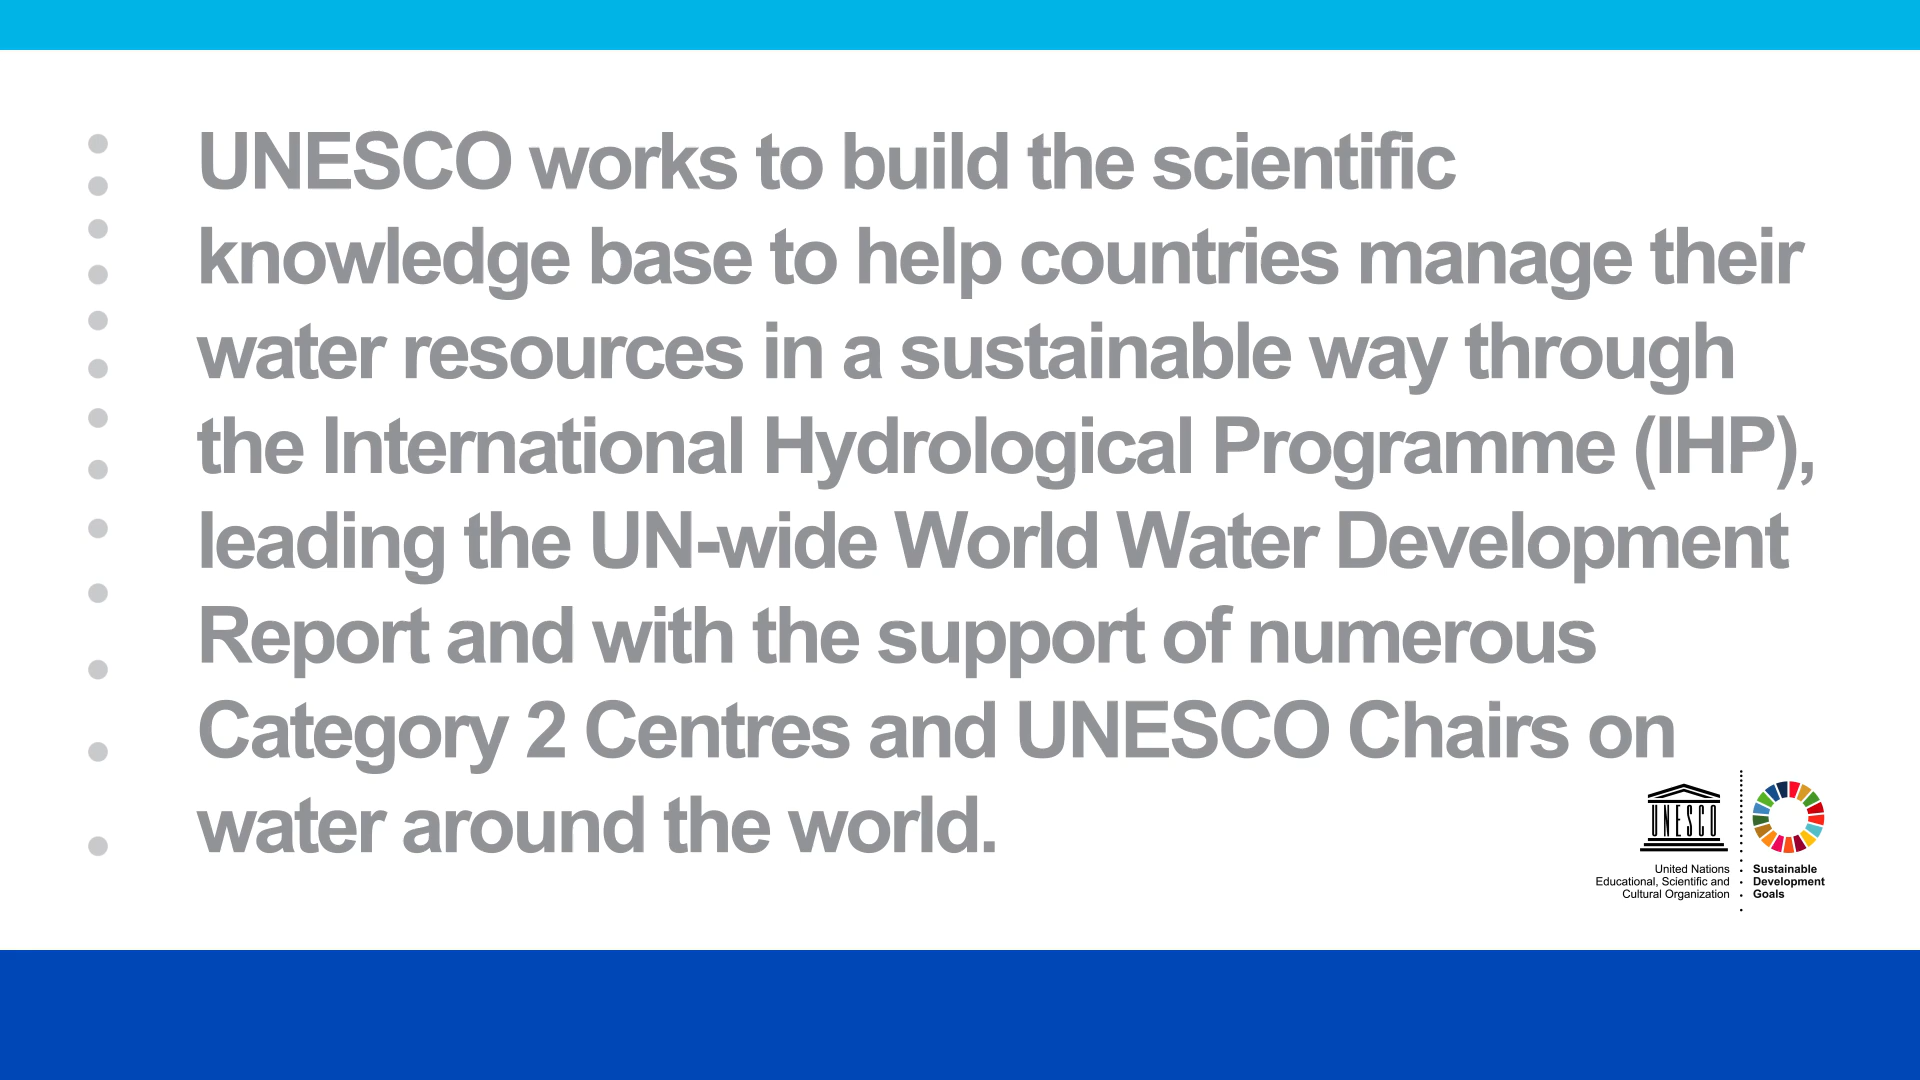 UNESCO works to build the scientific
knowledge base to help countries manage their
water resources in a sustainable way through
the International Hydrological Programme (IHP),
leading the UN-wide World Water Development
Report and with the support of numerous
Category 2 Centres and UNESCO Chairs on
water around the world.
UNESCO
United Nations
Educational, Scientific and
Cultural Organization
Sustainable
Development
Goals